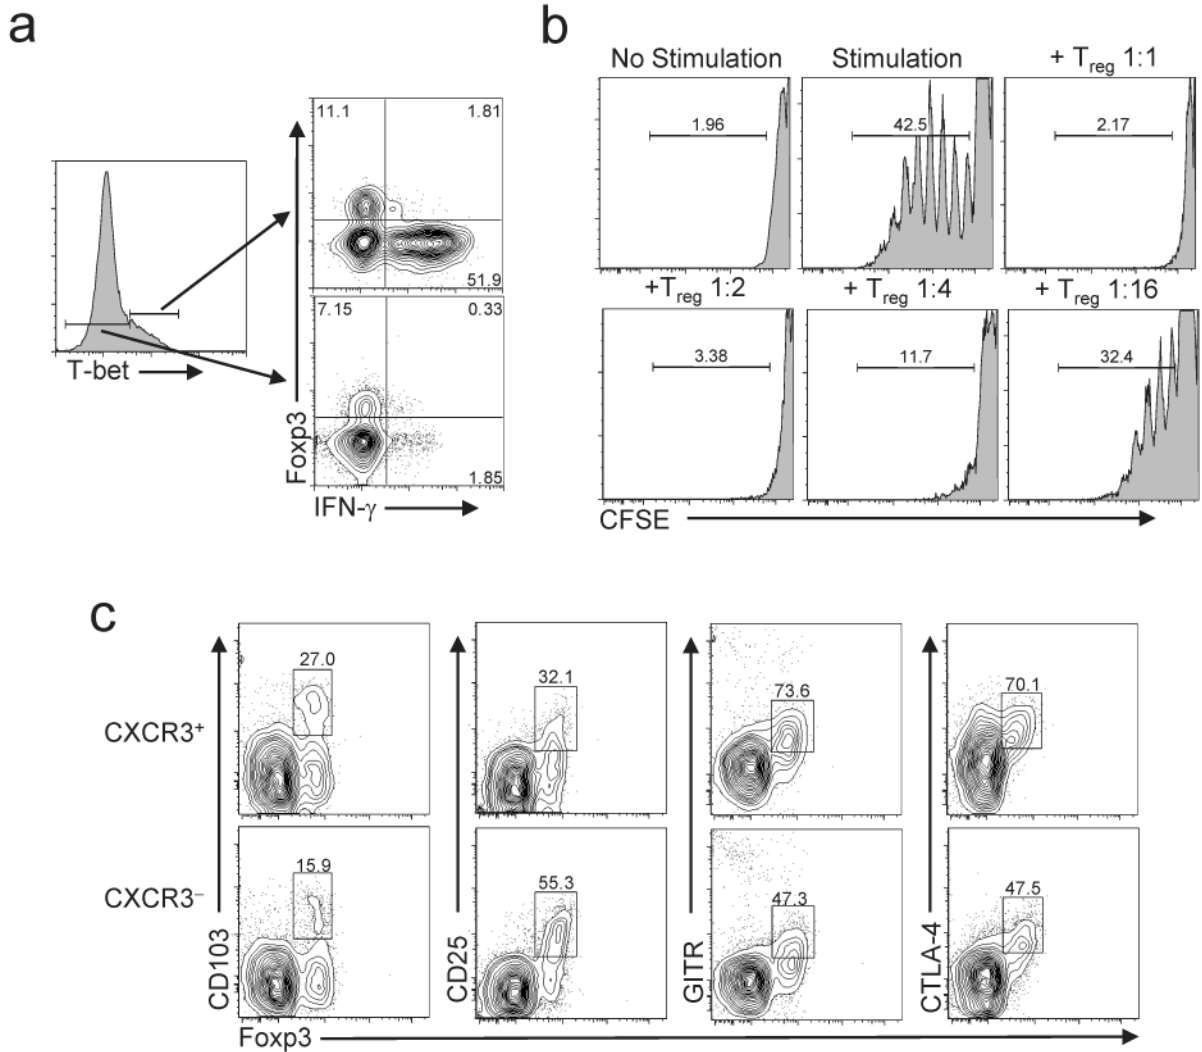 a
11.1 1.81
51.9
7.15 0.33
1.85
T-bet
Foxp3
IFN-γ
b
No Stimulation Stimulation + Treg 1:1
1.96 42.5 2.17
+Treg 1:2 + Treg 1:4 + Treg 1:16
3.38 11.7 32.4
CFSE
c
CXCR3+
27.0 32.1 73.6 70.1
CXCR3–
15.9 55.3 47.3 47.5
CD103 CD25 GITR CTLA-4
Foxp3